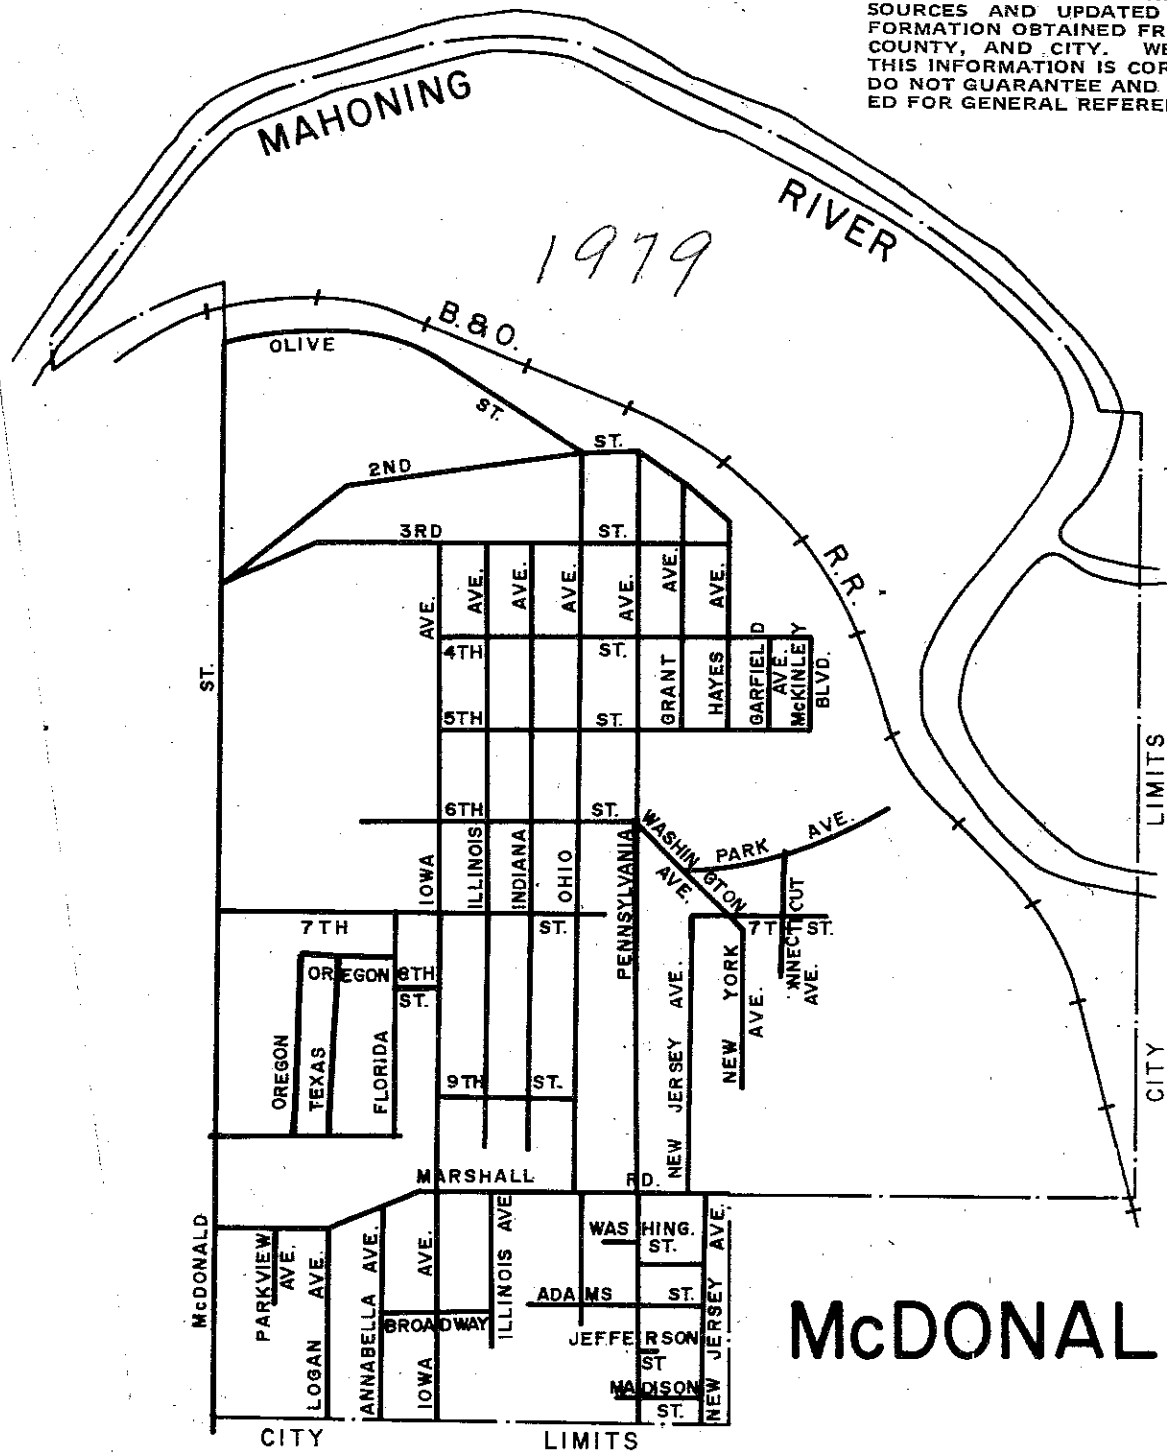 SOURCES AND UPDATED
FORMATION OBTAINED FR
COUNTY, AND CITY. WE
THIS INFORMATION IS COR
DO NOT GUARANTEE AND
ED FOR GENERAL REFERE
MAHONING
RIVER
1979
B.&O.
R.R.
OLIVE
ST.
2ND
ST.
3RD
ST.
AVE.
AVE.
AVE.
AVE.
AVE.
AVE.
AVE.
4TH
ST.
GRANT
HAYES
GARFIELD
AVE.
McKINLEY
BLVD.
ST.
5TH
ST.
LIMITS
6TH
ST.
WASHINGTON
AVE.
PARK
AVE.
IOWA
ILLINOIS
INDIANA
OHIO
PENNSYLVANIA
7TH
ST.
7TH
ST.
NNECTICUT
AVE.
OREGON
8TH
ST.
NEW YORK
AVE.
NEW JERSEY AVE.
OREGON
TEXAS
FLORIDA
9TH
ST.
CITY
MARSHALL
RD.
McDONALD
PARKVIEW
AVE.
LOGAN AVE.
ANNABELLA AVE.
IOWA AVE.
ILLINOIS AVE
WASHING.
ST.
ADAMS
ST.
NEW JERSEY AVE.
BROADWAY
JEFFERSON
ST
MADISON
ST.
McDONAL
CITY
LIMITS